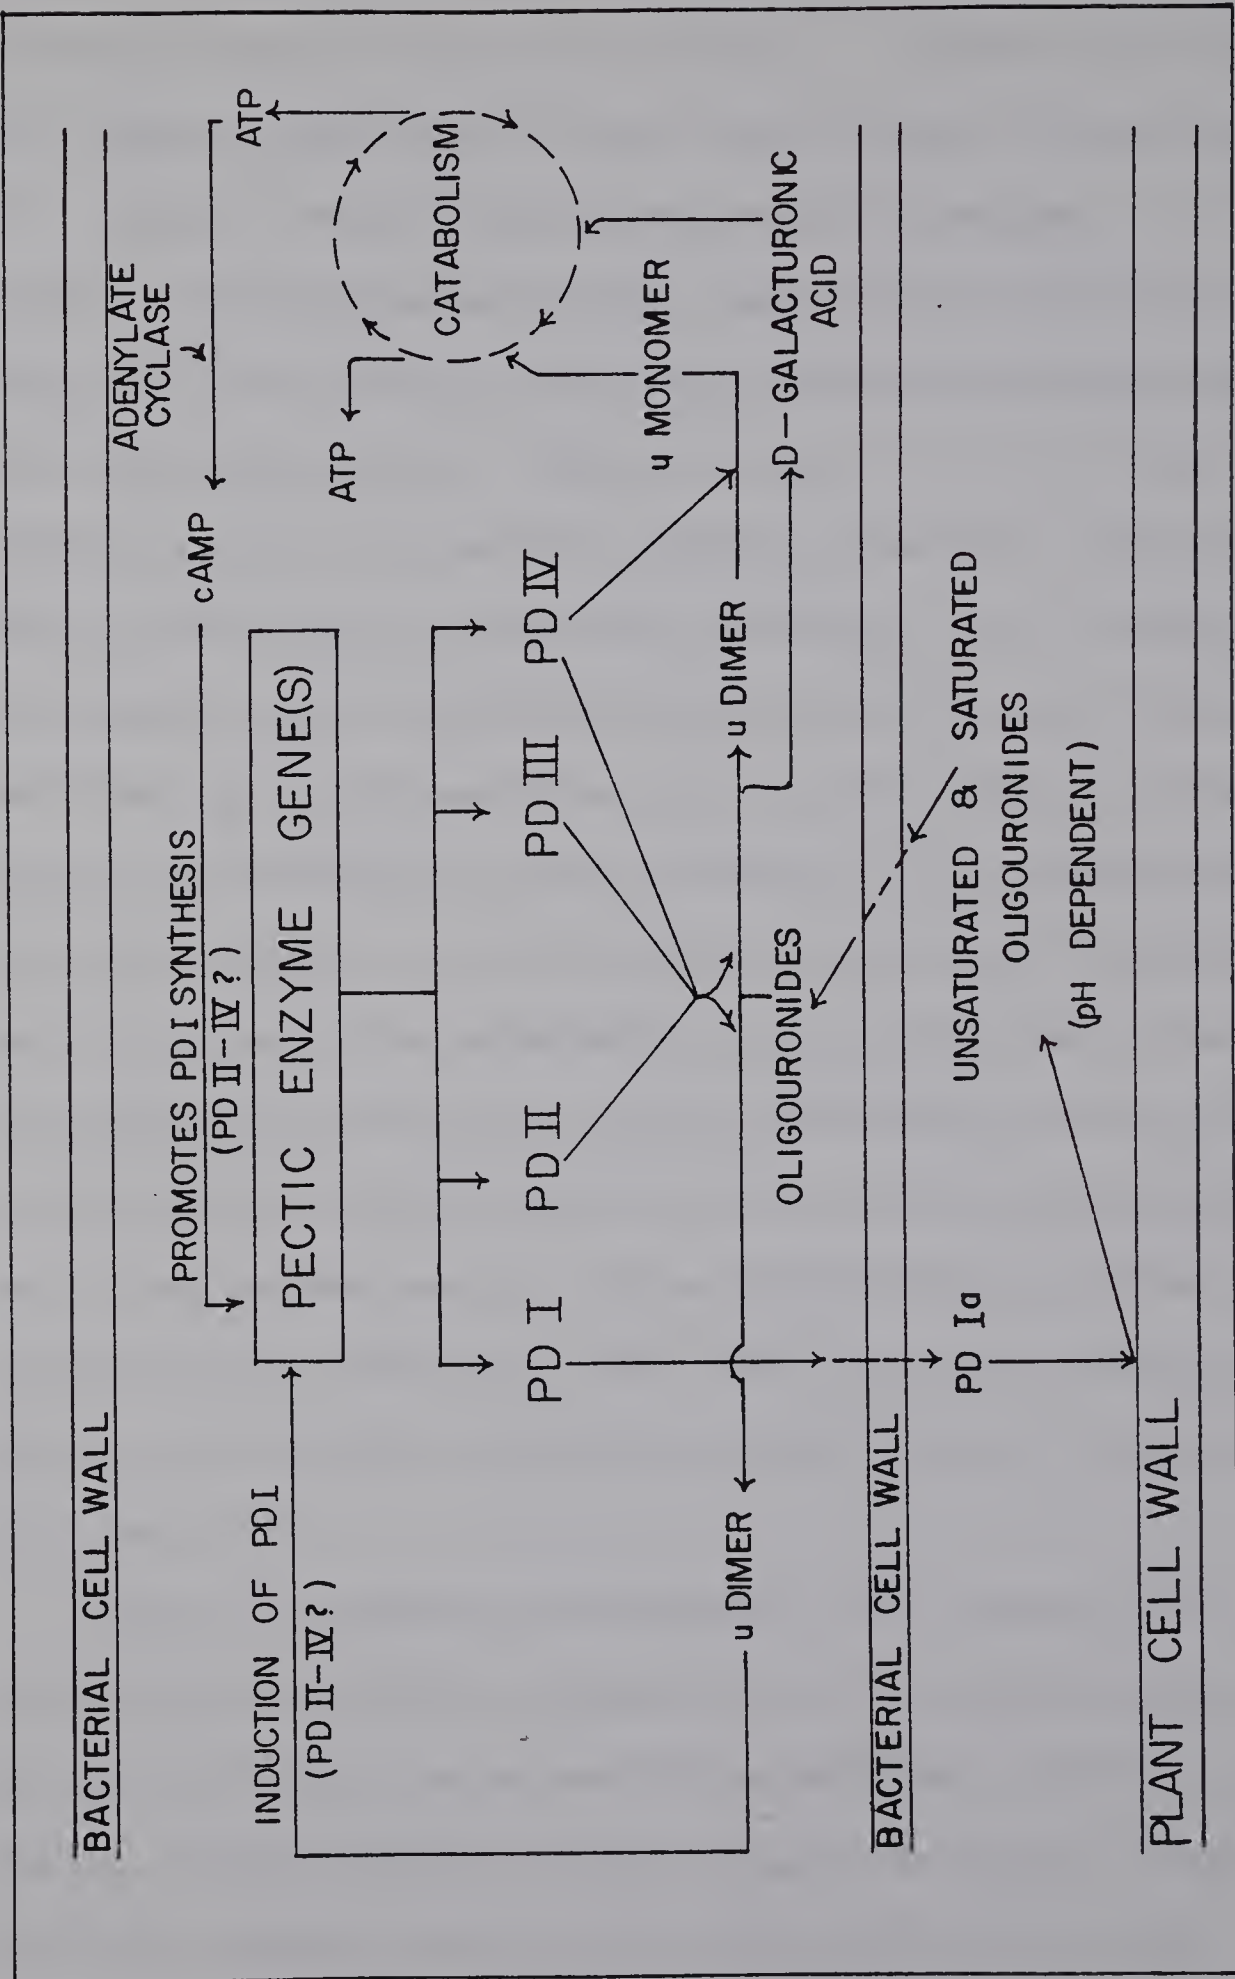 BACTERIAL CELL WALL
ADENYLATE
CYCLASE
PROMOTES PD I SYNTHESIS
(PD II-IV?)
cAMP
ATP
INDUCTION OF PDI
(PD II-IV?)
PECTIC ENZYME GENE(S)
ATP
CATABOLISM
PD I
PD II
PD III
PD IV
u MONOMER
u DIMER
u DIMER
OLIGOURONIDES
D-GALACTURONIC
ACID
BACTERIAL CELL WALL
PD Ia
UNSATURATED & SATURATED
OLIGOURONIDES
(pH DEPENDENT)
PLANT CELL WALL